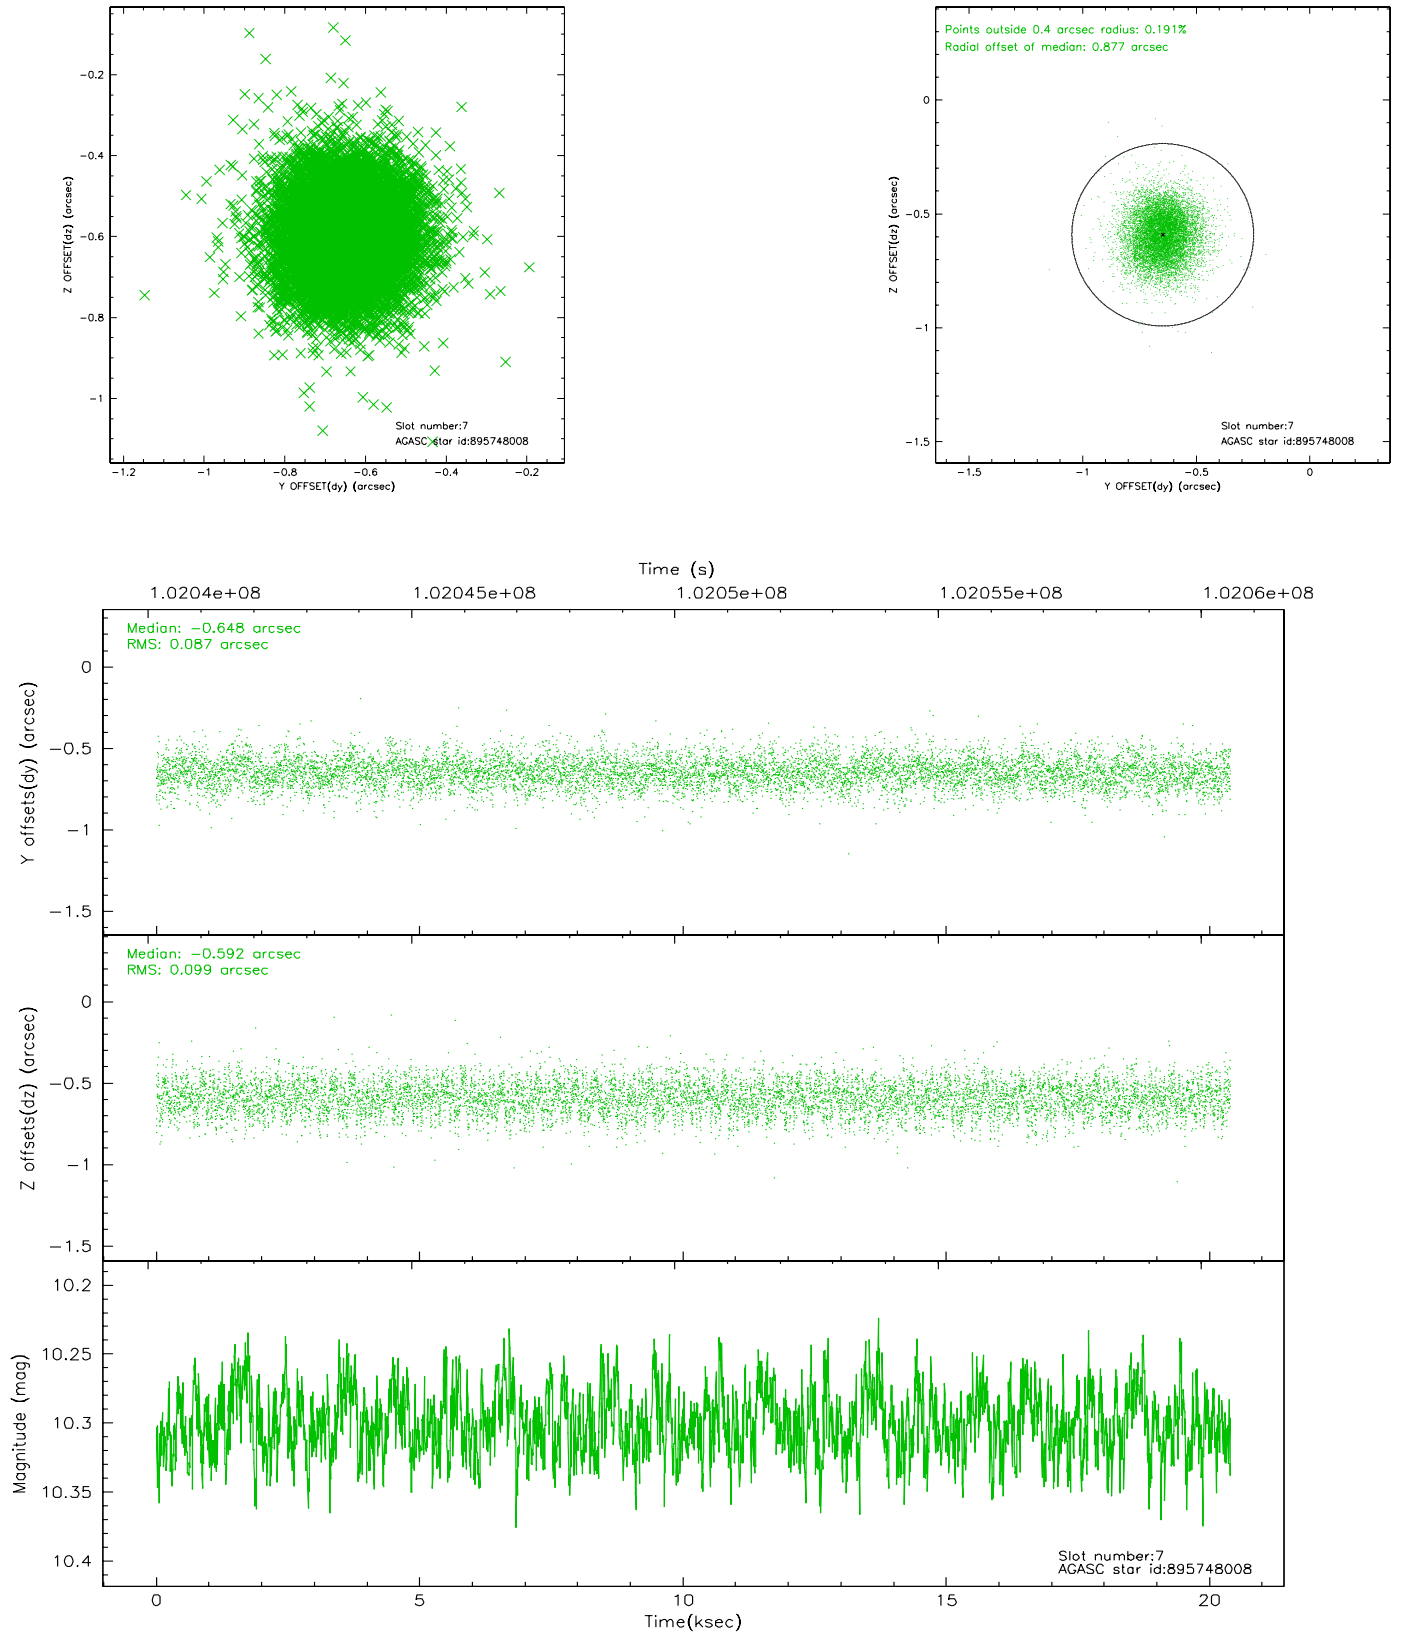 −0.2
−0.4
−0.6
−0.8
−1
Z OFFSET(dz) (arcsec)
Slot number:7
AGASC star id:895748008
−1.2
−1
−0.8
−0.6
−0.4
−0.2
Y OFFSET(dy) (arcsec)
Points outside 0.4 arcsec radius: 0.191%
Radial offset of median: 0.877 arcsec
0
−0.5
−1
−1.5
Z OFFSET(dz) (arcsec)
Slot number:7
AGASC star id:895748008
−1.5
−1
−0.5
0
Y OFFSET(dy) (arcsec)
Time (s)
1.0204e+08
1.02045e+08
1.0205e+08
1.02055e+08
1.0206e+08
Median: −0.648 arcsec
RMS: 0.087 arcsec
0
−0.5
−1
−1.5
Y offsets(dy) (arcsec)
Median: −0.592 arcsec
RMS: 0.099 arcsec
0
−0.5
−1
−1.5
Z offsets(dz) (arcsec)
10.2
10.25
10.3
10.35
10.4
Magnitude (mag)
Slot number:7
AGASC star id:895748008
0
5
10
15
20
Time(ksec)